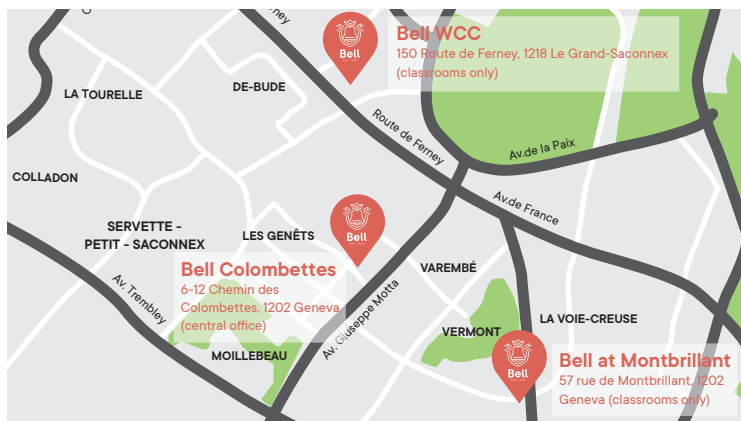 Ferney
Bell
Bell WCC
150 Route de Ferney, 1218 Le Grand-Saconnex
(classrooms only)
LA TOURELLE
DE-BUDE
Route de Ferney
Av.de la Paix
COLLADON
Av.de France
SERVETTE -
PETIT - SACONNEX
LES GENÊTS
Bell
Bell Colombettes
6-12 Chemin des
Colombettes, 1202 Geneva
(central office)
VAREMBÉ
Av. Trembley
Av. Giuseppe Motta
MOILLEBEAU
VERMONT
LA VOIE-CREUSE
Bell
Bell at Montbrillant
57 rue de Montbrillant, 1202
Geneva (classrooms only)